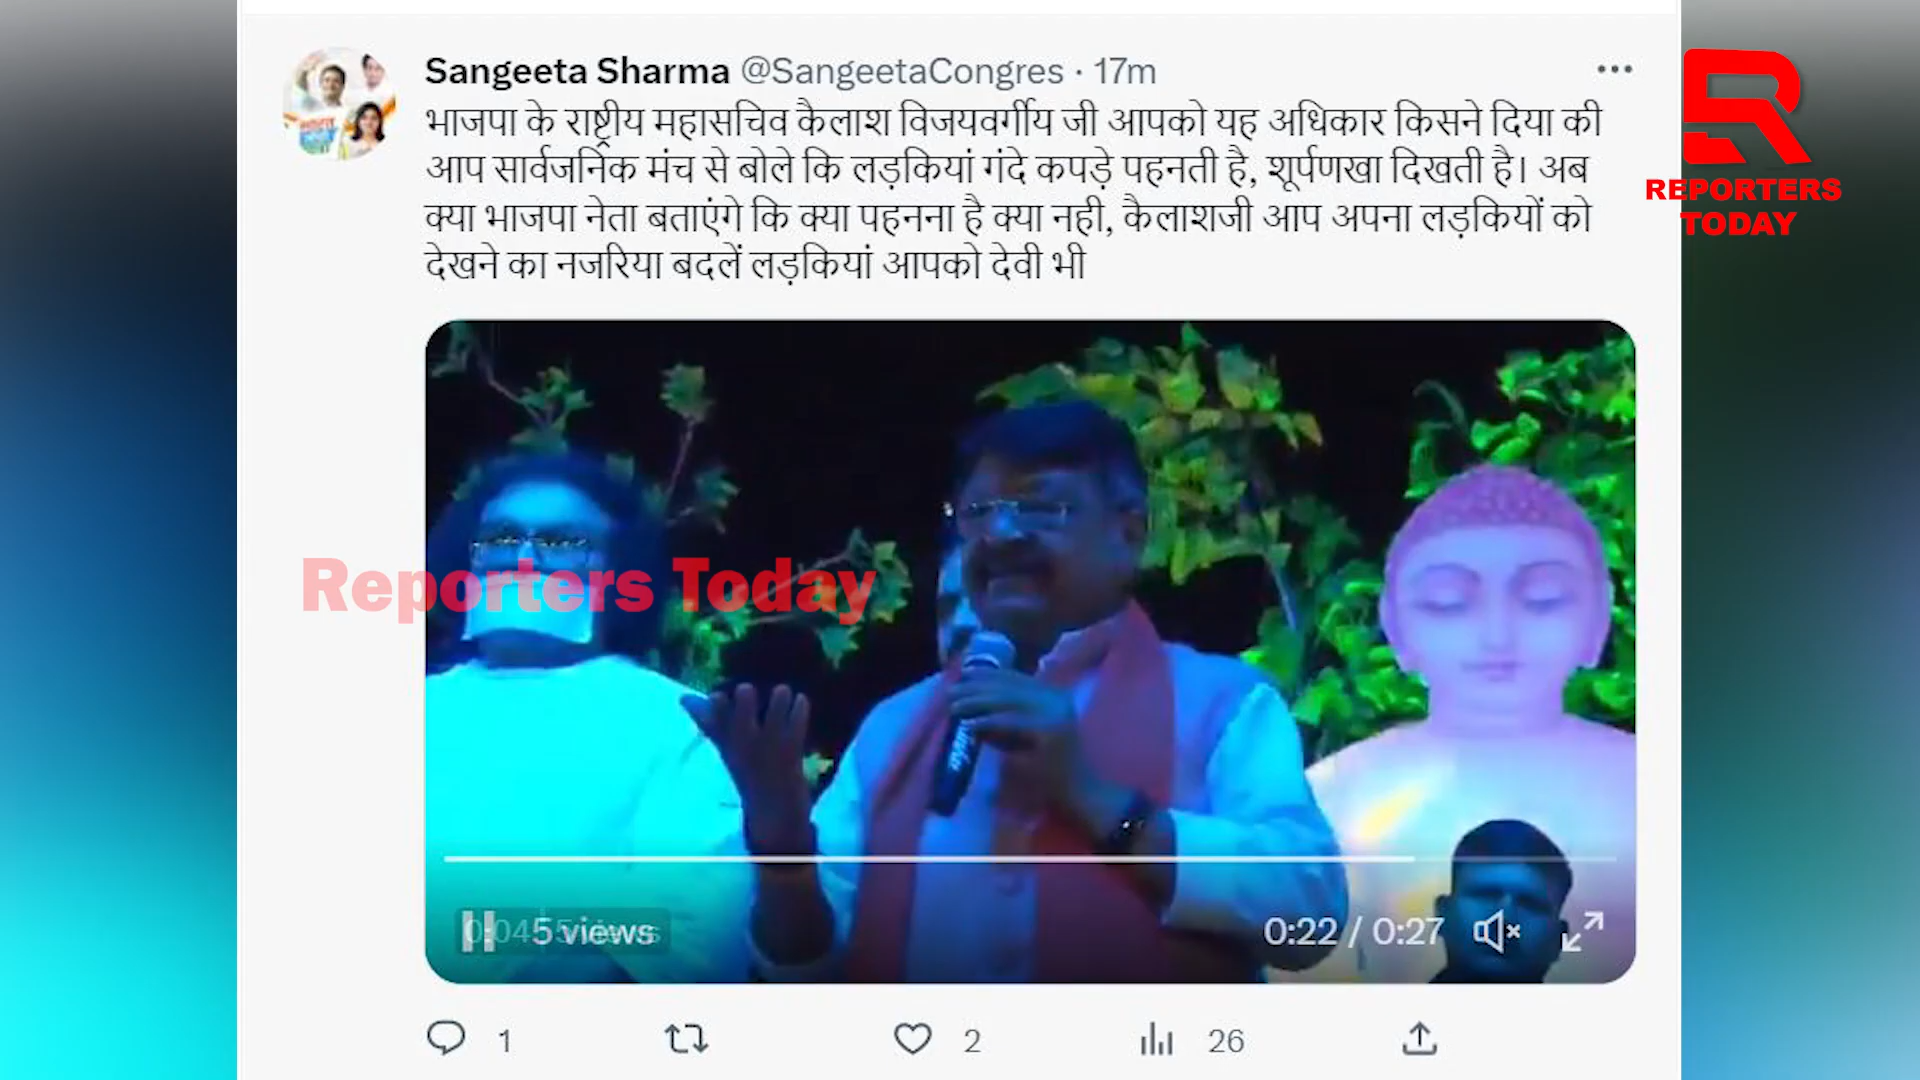 Sangeeta Sharma @SangeetaCongres · 17m
भाजपा के राष्ट्रीय महासचिव कैलाश विजयवर्गीय जी आपको यह अधिकार किसने दिया की
आप सार्वजनिक मंच से बोले कि लड़कियां गंदे कपड़े पहनती है, शूर्पणखा दिखती है। अब
क्या भाजपा नेता बताएंगे कि क्या पहनना है क्या नही, कैलाशजी आप अपना लड़कियों को
देखने का नजरिया बदलें लड़कियां आपको देवी भी
REPORTERS
TODAY
Reporters Today
5 views
0:22 / 0:27
1
2
26